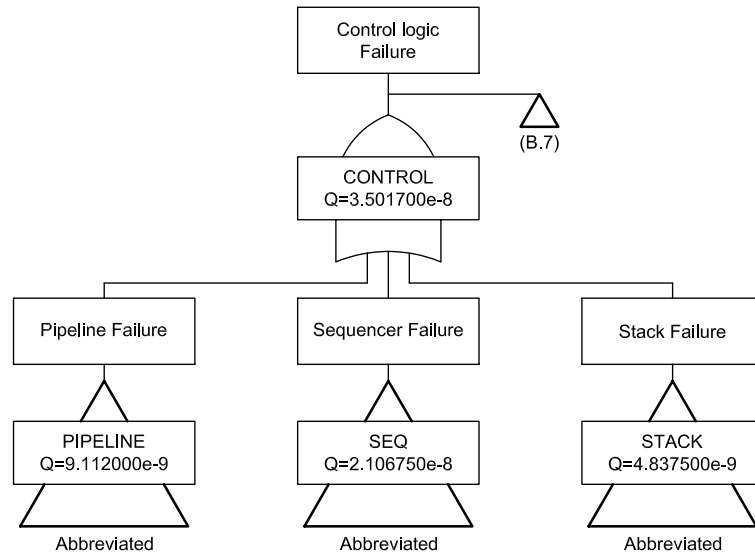 Control logic
Failure
(B.7)
CONTROL
Q=3.501700e-8
Pipeline Failure
Sequencer Failure
Stack Failure
PIPELINE
Q=9.112000e-9
SEQ
Q=2.106750e-8
STACK
Q=4.837500e-9
Abbreviated
Abbreviated
Abbreviated